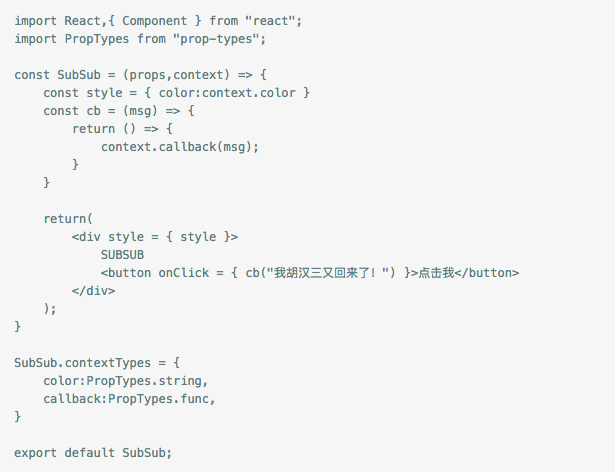 import React,{ Component } from "react";
import PropTypes from "prop-types";
const SubSub = (props,context) => {
const style = { color:context.color }
const cb = (msg) => {
return () => {
context.callback(msg);
}
}
return(
<div style = { style }>
SUBSUB
<button onClick = { cb("我胡汉三又回来了！") }>点击我</button>
</div>
);
}
SubSub.contextTypes = {
color:PropTypes.string,
callback:PropTypes.func,
}
export default SubSub;